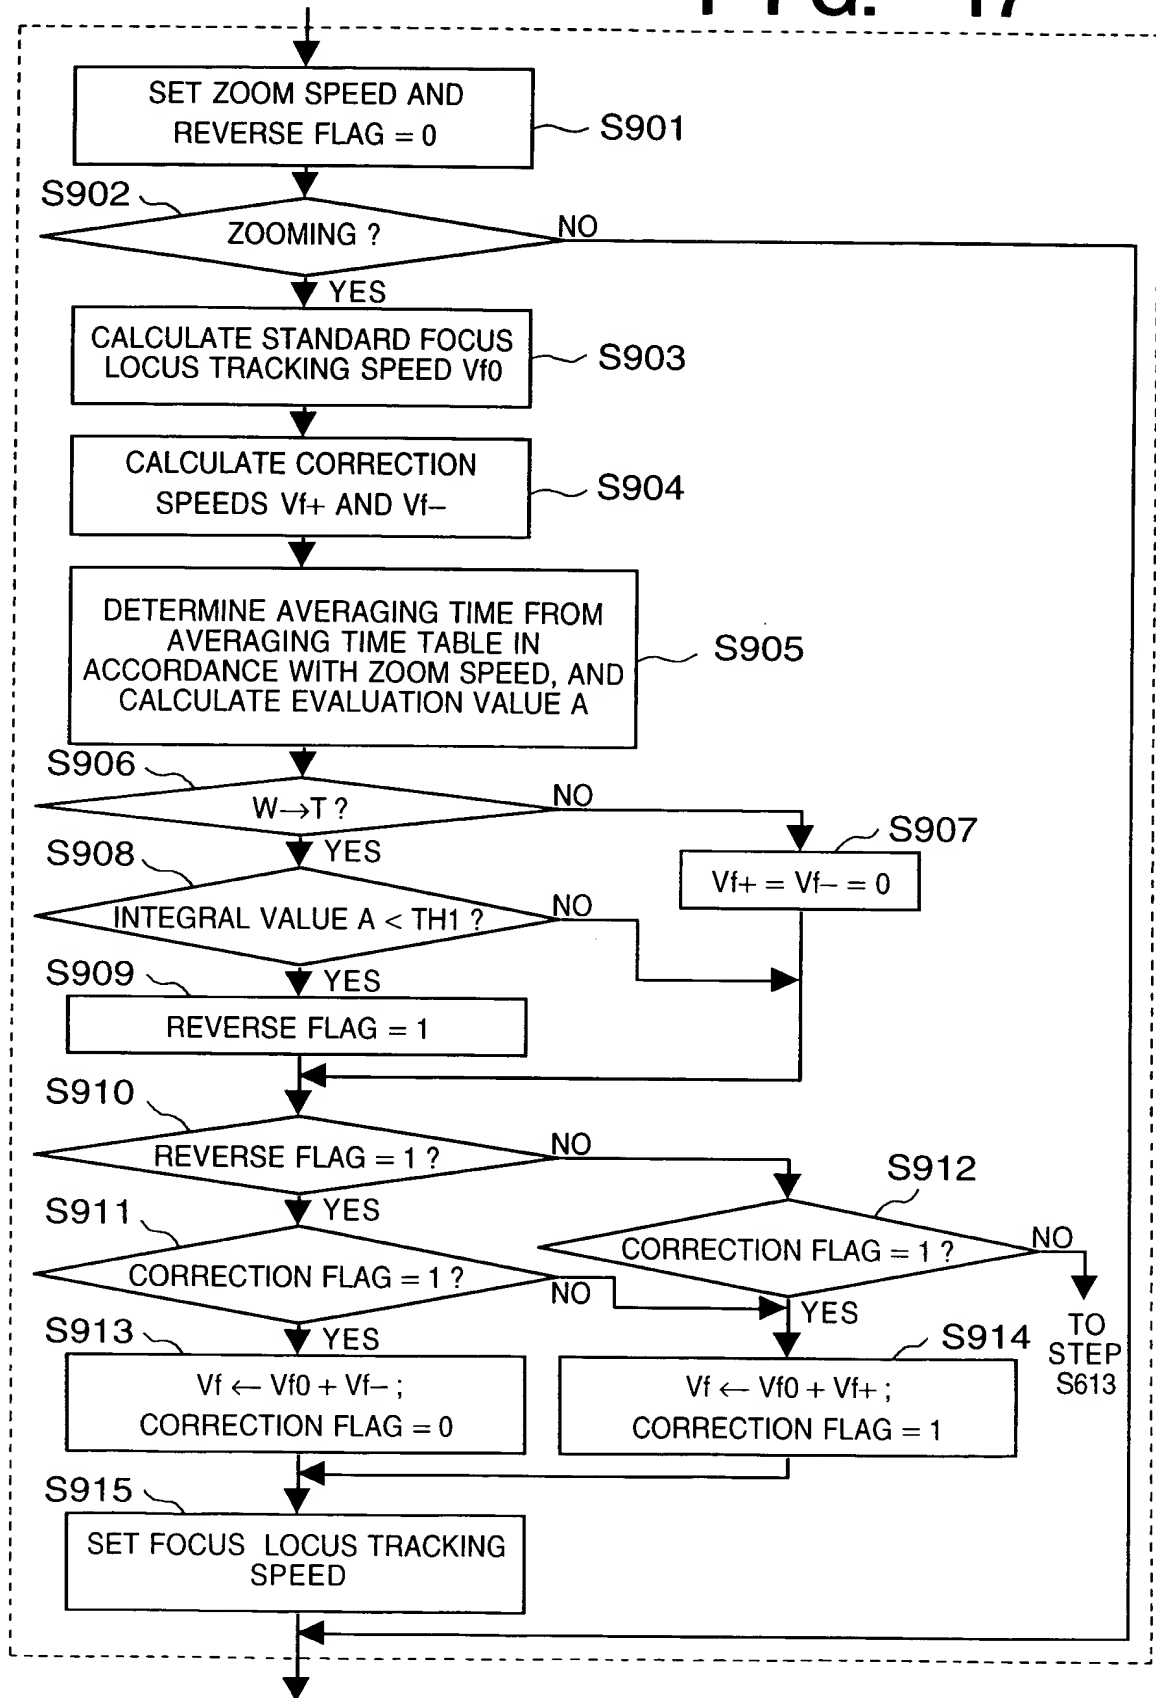 FIG. 17
SET ZOOM SPEED AND
REVERSE FLAG = 0
S901
S902
ZOOMING ?
NO
YES
CALCULATE STANDARD FOCUS
LOCUS TRACKING SPEED Vf0
S903
CALCULATE CORRECTION
SPEEDS Vf+ AND Vf−
S904
DETERMINE AVERAGING TIME FROM
AVERAGING TIME TABLE IN
ACCORDANCE WITH ZOOM SPEED, AND
CALCULATE EVALUATION VALUE A
S905
S906
W→T ?
NO
YES
S907
Vf+ = Vf− = 0
S908
INTEGRAL VALUE A < TH1 ?
NO
YES
S909
REVERSE FLAG = 1
S910
REVERSE FLAG = 1 ?
NO
YES
S911
CORRECTION FLAG = 1 ?
NO
YES
S912
CORRECTION FLAG = 1 ?
NO
YES
TO
STEP
S613
S913
Vf ← Vf0 + Vf− ;
CORRECTION FLAG = 0
S914
Vf ← Vf0 + Vf+ ;
CORRECTION FLAG = 1
S915
SET FOCUS LOCUS TRACKING
SPEED